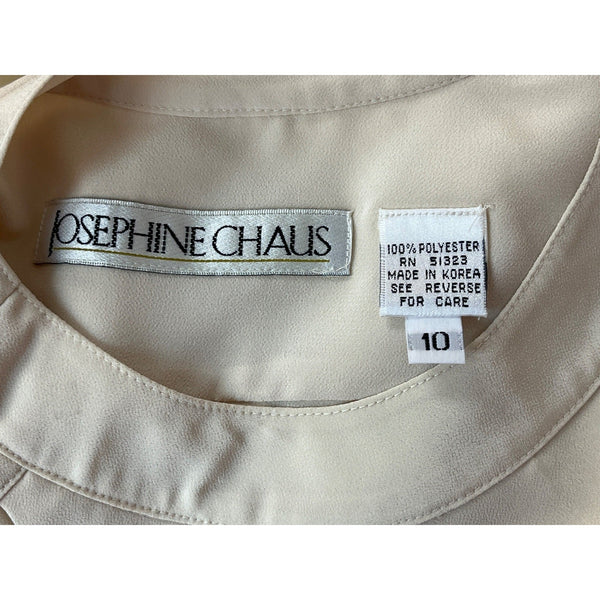 JOSEPHINE CHAUS
100% POLYESTER
RN 51323
MADE IN KOREA
SEE REVERSE
FOR CARE
10